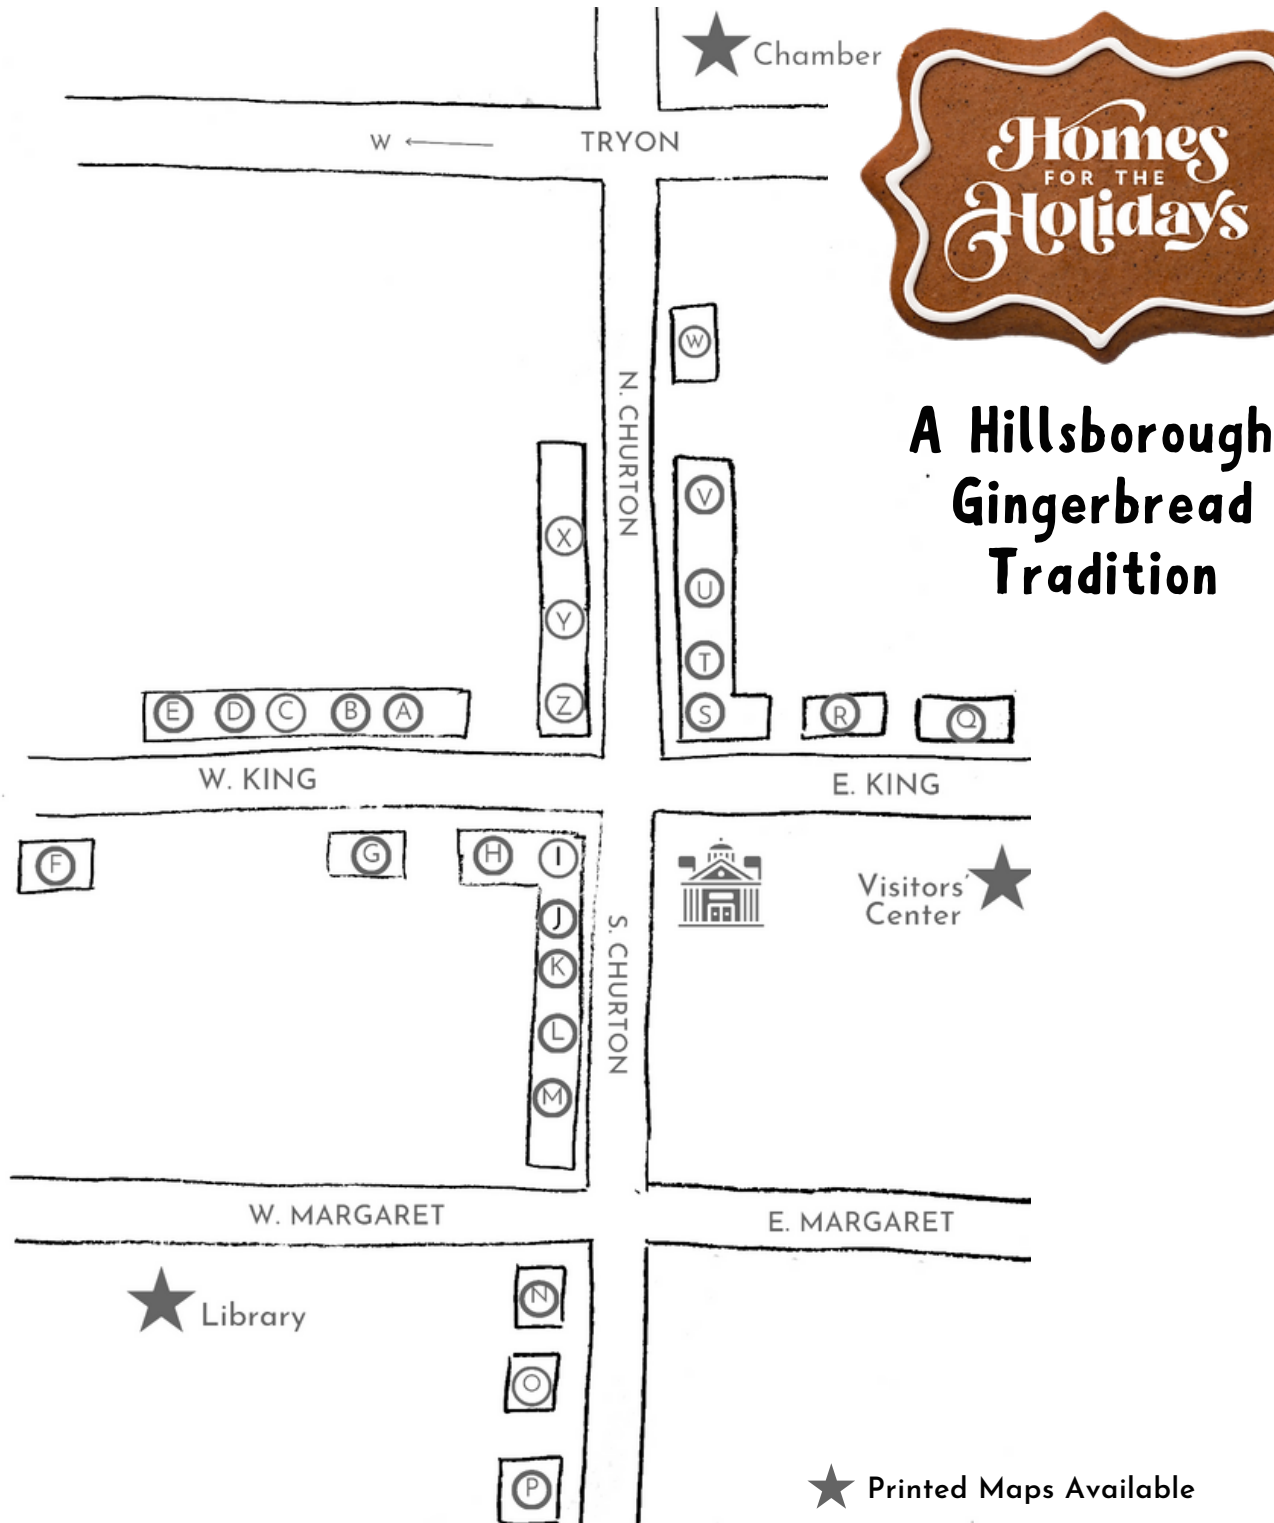 Chamber
W
TRYON
Homes
FOR THE
Holidays
W
N. CHURTON
A Hillsborough
Gingerbread
Tradition
V
X
U
Y
T
E D C B A
Z
S
R
Q
W. KING
E. KING
F
G
H
I
Visitors'
Center
J
K
S. CHURTON
L
M
W. MARGARET
E. MARGARET
N
Library
O
P
Printed Maps Available